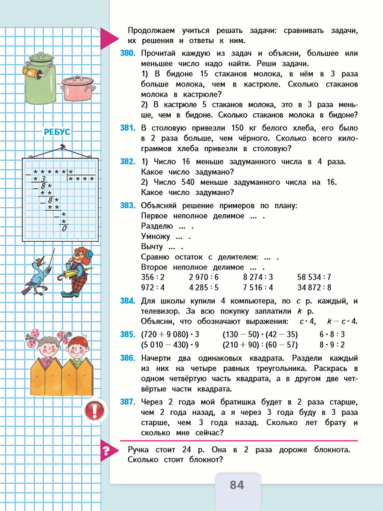 Продолжаем учиться решать задачи: сравнивать задачи,
их решения и ответы к ним.
380. Прочитай каждую из задач и объясни, большее или
меньшее число надо найти. Реши задачи.
1) В бидоне 15 стаканов молока, в нём в 3 раза
больше молока, чем в кастрюле. Сколько стаканов
молока в кастрюле?
2) В кастрюле 5 стаканов молока, это в 3 раза мень-
ше, чем в бидоне. Сколько стаканов молока в бидоне?
381. В столовую привезли 150 кг белого хлеба, его было
в 2 раза больше, чем чёрного. Сколько всего кило-
граммов хлеба привезли в столовую?
382. 1) Число 16 меньше задуманного числа в 4 раза.
Какое число задумано?
2) Число 540 меньше задуманного числа на 16.
Какое число задумано?
383. Объясняй решение примеров по плану:
Первое неполное делимое ... .
Разделю ... .
Умножу ... .
Вычту ... .
Сравню остаток с делителем: ... .
Второе неполное делимое ... .
356 : 2 2 970 : 6 8 274 : 3 58 534 : 7
972 : 4 4 285 : 5 7 516 : 4 34 872 : 8
384. Для школы купили 4 компьютера, по с р. каждый, и
телевизор. За всю покупку заплатили k р.
Объясни, что обозначают выражения: с · 4, k – с · 4.
385. (720 + 9 080) · 3 (130 – 50) · (42 – 35) 6 · 8 : 3
(5 010 – 430) · 9 (210 + 90) : (60 – 57) 8 · 9 : 2
386. Начерти два одинаковых квадрата. Раздели каждый
из них на четыре равных треугольника. Раскрась в
одном четвёртую часть квадрата, а в другом две чет-
вёртые части квадрата.
387. Через 2 года мой братишка будет в 2 раза старше,
чем 2 года назад, а я через 3 года буду в 3 раза
старше, чем 3 года назад. Сколько лет брату и
сколько мне сейчас?
Ручка стоит 24 р. Она в 2 раза дороже блокнота.
Сколько стоит блокнот?
84
РЕБУС